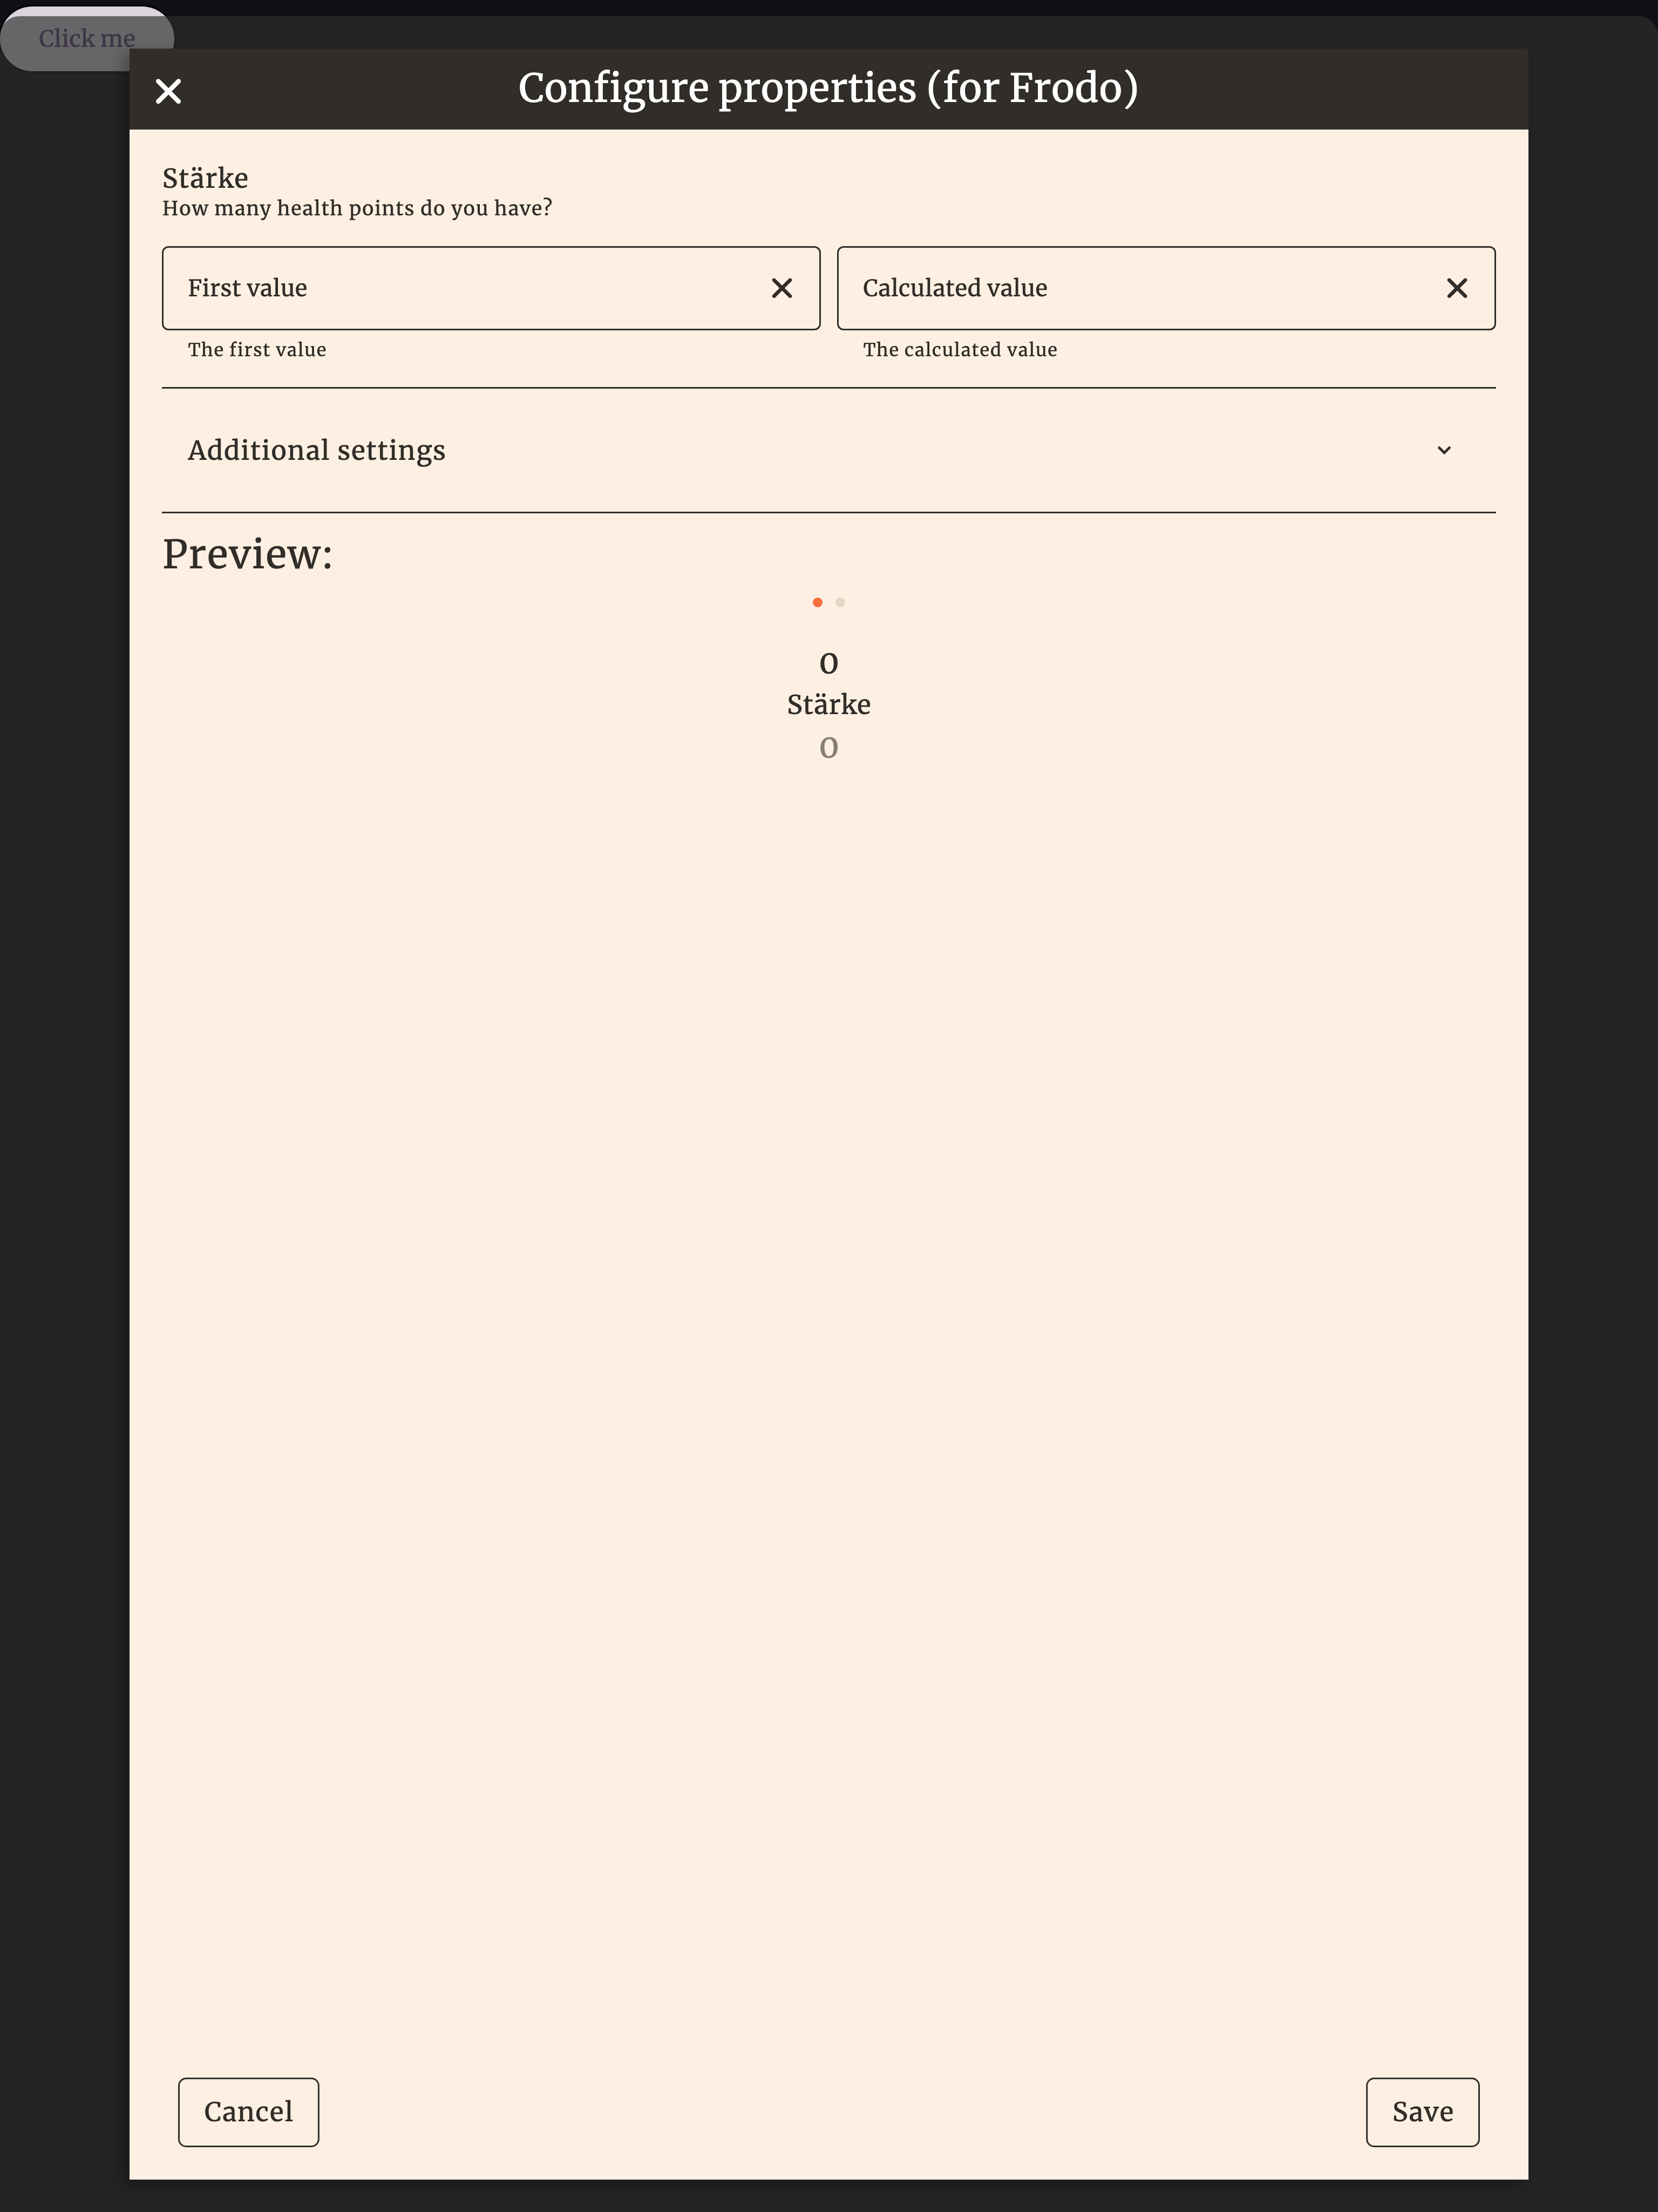 Click me
Configure properties (for Frodo)
Stärke
How many health points do you have?
First value
Calculated value
The first value
The calculated value
Additional settings
Preview:
0
Stärke
0
Cancel
Save